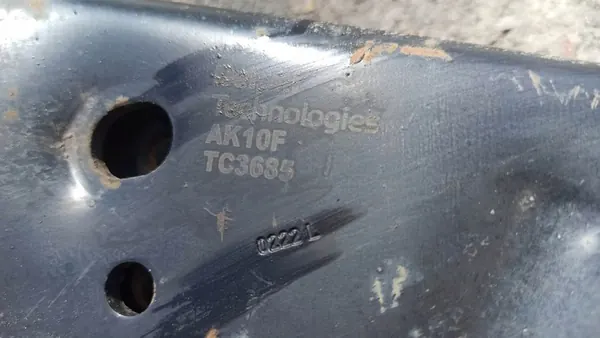 Technologies
AK10F
TC3685
0222 L